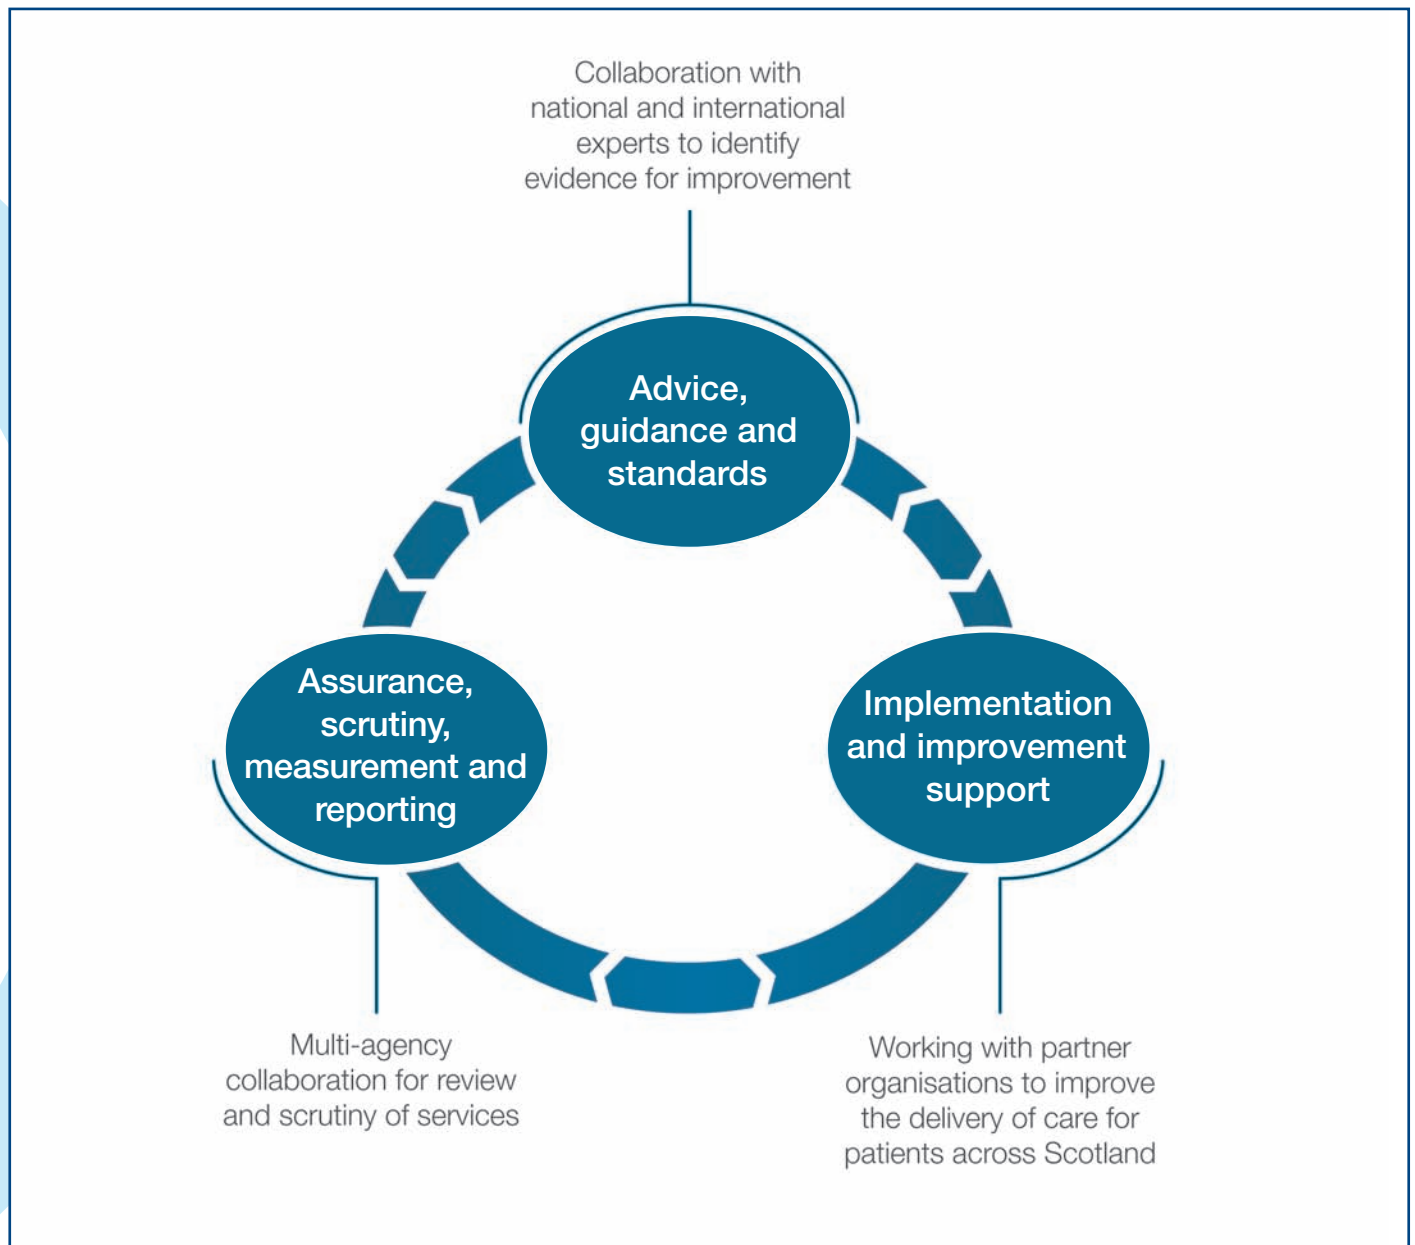 Collaboration with
national and international
experts to identify
evidence for improvement
Advice,
guidance and
standards
Assurance,
scrutiny,
measurement and
reporting
Implementation
and improvement
support
Multi-agency
collaboration for review
and scrutiny of services
Working with partner
organisations to improve
the delivery of care for
patients across Scotland